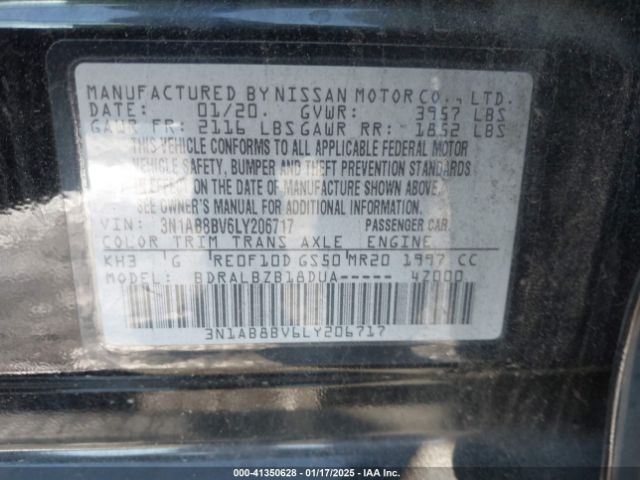 MANUFACTURED BY NISSAN MOTOR CO., LTD.
DATE: 01/20. GVWR: 3957 LBS
GAWR FR: 2116 LBS GAWR RR: 1852 LBS
THIS VEHICLE CONFORMS TO ALL APPLICABLE FEDERAL MOTOR
VEHICLE SAFETY, BUMPER AND THEFT PREVENTION STANDARDS
IN EFFECT ON THE DATE OF MANUFACTURE SHOWN ABOVE.
SEE OWNER'S MANUAL FOR ADDITIONAL INFORMATION.
VIN: 3N1AB8BV6LY206717 PASSENGER CAR.
COLOR TRIM TRANS AXLE ENGINE
KH3 G RE0F10D GS50 MR20 1997 CC
MODEL: BDRALBZB18DUA----- 4Z000
3N1AB8BV6LY206717
000-41350628 - 01/17/2025 - IAA Inc.